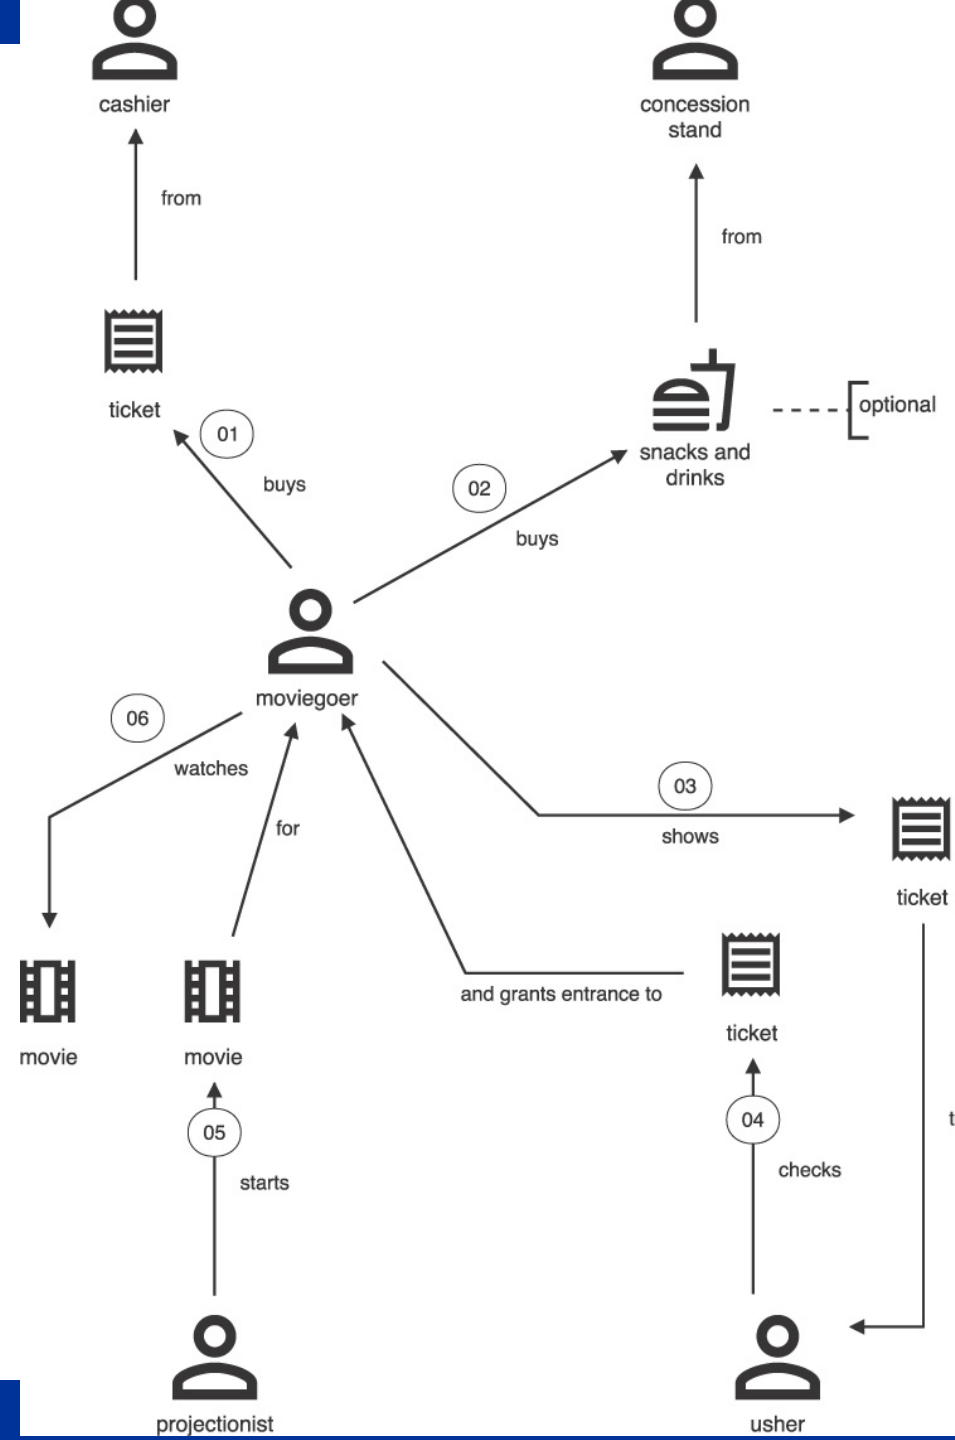 cashier
concession
stand
from
from
ticket
optional
01
snacks and
drinks
buys
02
buys
moviegoer
06
watches
03
for
shows
ticket
and grants entrance to
ticket
movie
movie
04
05
checks
starts
projectionist
usher